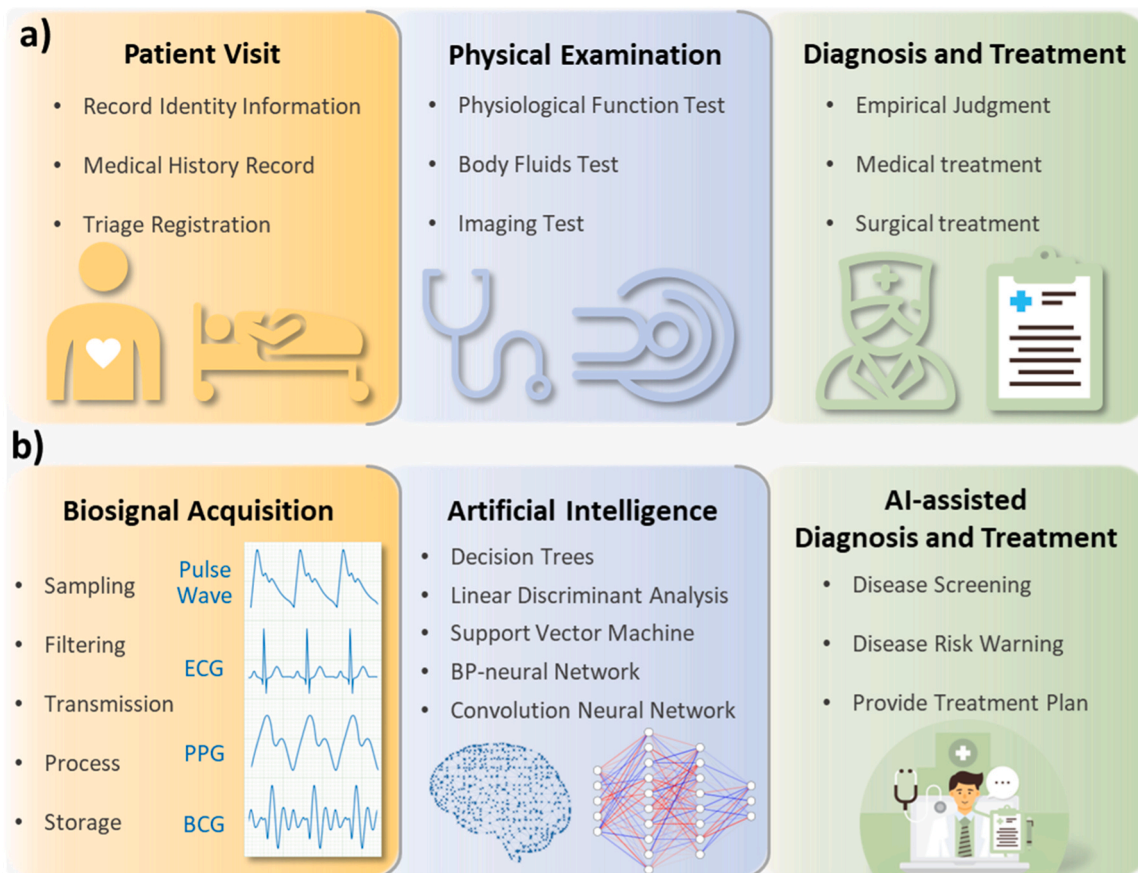 a)
Patient Visit
• Record Identity Information
• Medical History Record
• Triage Registration
Physical Examination
• Physiological Function Test
• Body Fluids Test
• Imaging Test
Diagnosis and Treatment
• Empirical Judgment
• Medical treatment
• Surgical treatment
b)
Biosignal Acquisition
• Sampling
• Filtering
• Transmission
• Process
• Storage
Pulse
Wave
ECG
PPG
BCG
Artificial Intelligence
• Decision Trees
• Linear Discriminant Analysis
• Support Vector Machine
• BP-neural Network
• Convolution Neural Network
AI-assisted
Diagnosis and Treatment
• Disease Screening
• Disease Risk Warning
• Provide Treatment Plan